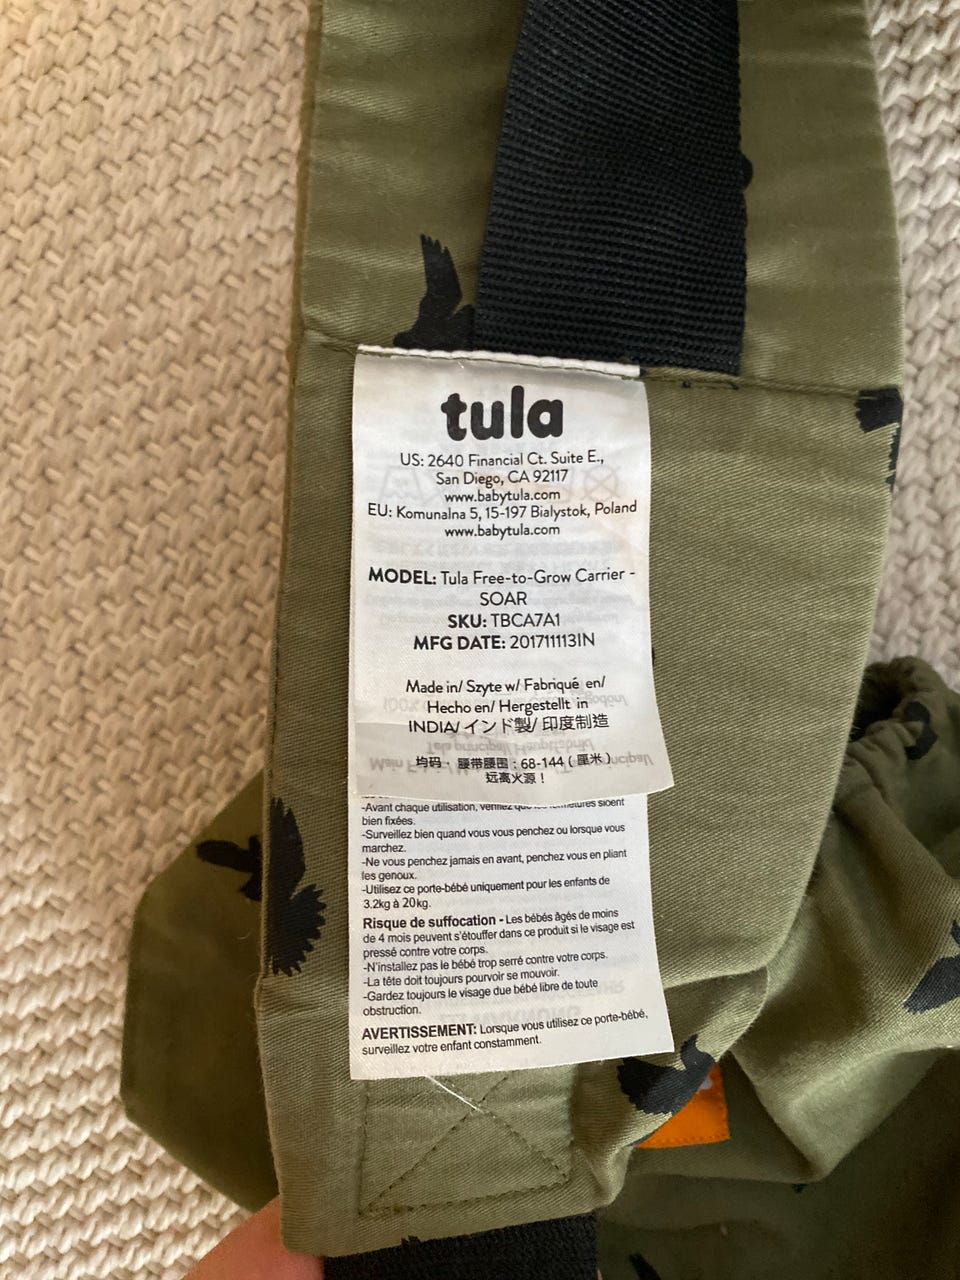 tula
US: 2640 Financial Ct. Suite E.,
San Diego, CA 92117
www.babytula.com
EU: Komunalna 5, 15-197 Bialystok, Poland
www.babytula.com
MODEL: Tula Free-to-Grow Carrier -
SOAR
SKU: TBCA7A1
MFG DATE: 201711113IN
Made in/ Szyte w/ Fabriqué en/
Hecho en/ Hergestellt in
INDIA/ インド製/ 印度制造
均码 · 腰带腰围：68-144 ( 厘米 )
远离火源！
-Avant chaque utilisation, vérifiez que les fermetures soient
bien fixées.
-Surveillez bien quand vous vous penchez ou lorsque vous
marchez.
-Ne vous penchez jamais en avant, penchez vous en pliant
les genoux.
-Utilisez ce porte-bébé uniquement pour les enfants de
3.2kg à 20kg.
Risque de suffocation - Les bébés âgés de moins
de 4 mois peuvent s'étouffer dans ce produit si le visage est
pressé contre votre corps.
-N'installez pas le bébé trop serré contre votre corps.
-La tête doit toujours pourvoir se mouvoir.
-Gardez toujours le visage due bébé libre de toute
obstruction.
AVERTISSEMENT: Lorsque vous utilisez ce porte-bébé,
surveillez votre enfant constamment.